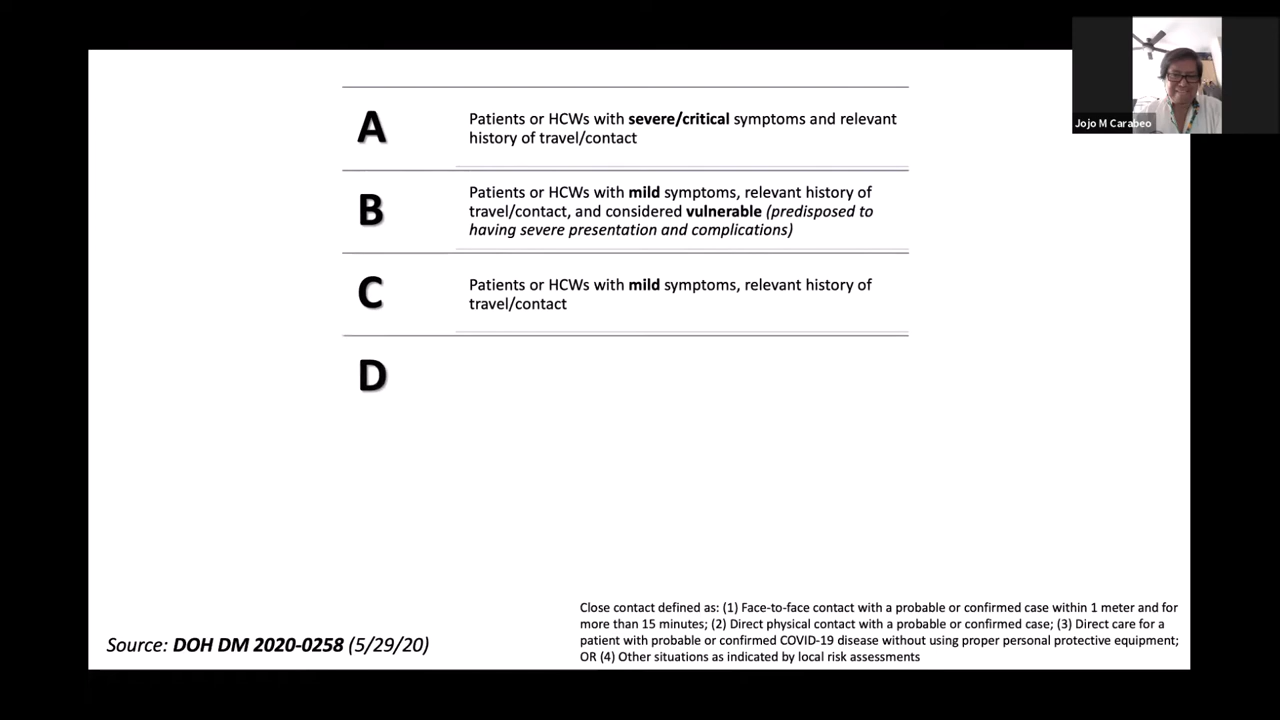 Jojo M Carabeo
A
Patients or HCWs with severe/critical symptoms and relevant
history of travel/contact
B
Patients or HCWs with mild symptoms, relevant history of
travel/contact, and considered vulnerable (predisposed to
having severe presentation and complications)
C
Patients or HCWs with mild symptoms, relevant history of
travel/contact
D
Close contact defined as: (1) Face-to-face contact with a probable or confirmed case within 1 meter and for
more than 15 minutes; (2) Direct physical contact with a probable or confirmed case; (3) Direct care for a
patient with probable or confirmed COVID-19 disease without using proper personal protective equipment;
OR (4) Other situations as indicated by local risk assessments
Source: DOH DM 2020-0258 (5/29/20)